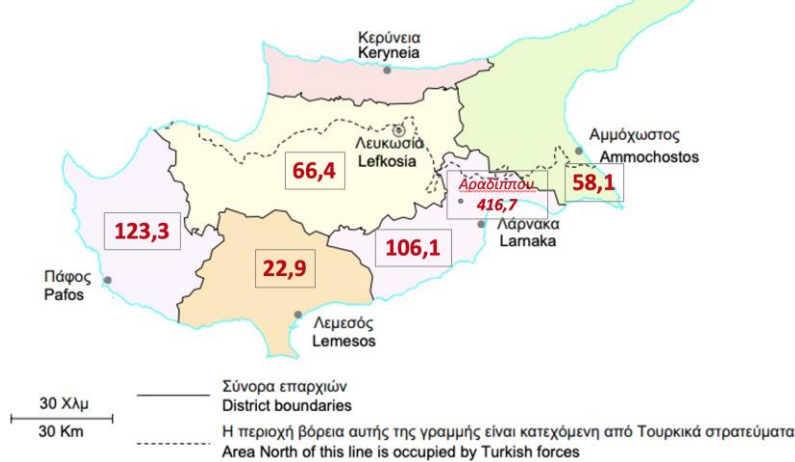 Κερύνεια
Keryneia
Λευκωσία
Lefkosia
Αμμόχωστος
Ammochostos
66,4
Αραδίππου
416,7
58,1
123,3
106,1
Λάρνακα
Larnaka
22,9
Πάφος
Pafos
Λεμεσός
Lemesos
30 Χλμ
30 Km
Σύνορα επαρχιών
District boundaries
Η περιοχή βόρεια αυτής της γραμμής είναι κατεχόμενη από Τουρκικά στρατεύματα
Area North of this line is occupied by Turkish forces